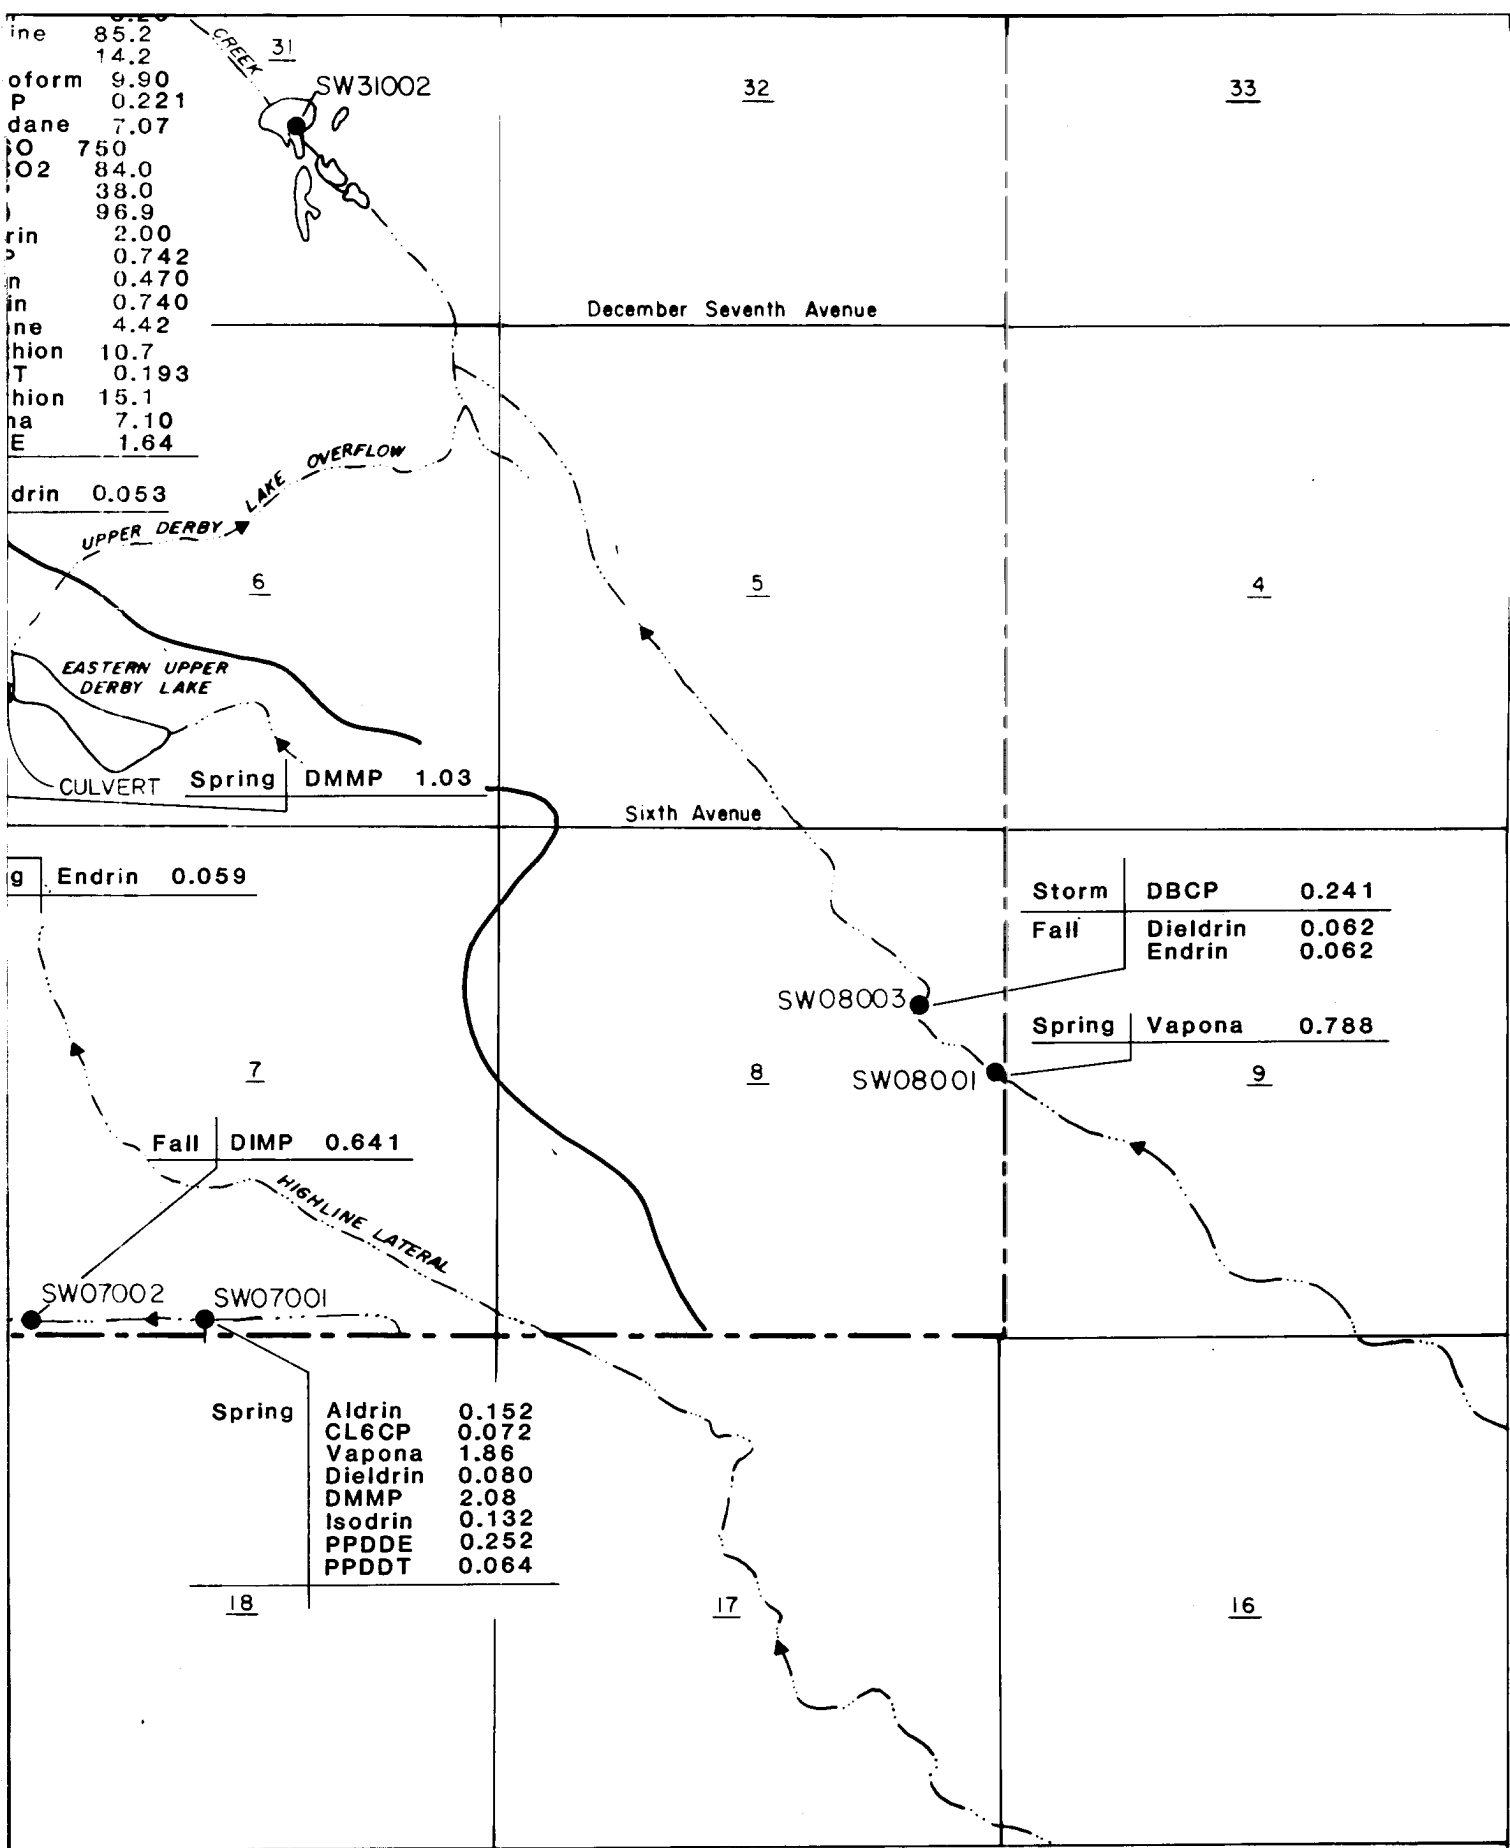 ine 85.2
14.2
oform 9.90
P 0.221
dane 7.07
SO 750
SO2 84.0
38.0
96.9
rin 2.00
P 0.742
n 0.470
in 0.740
ne 4.42
hion 10.7
T 0.193
hion 15.1
na 7.10
E 1.64
drin 0.053
CREEK
31
SW31002
32
33
December Seventh Avenue
UPPER DERBY LAKE OVERFLOW
6
5
4
EASTERN UPPER
DERBY LAKE
CULVERT
Spring DMMP 1.03
Sixth Avenue
g Endrin 0.059
Storm DBCP 0.241
Fall Dieldrin 0.062
Endrin 0.062
SW08003
Spring Vapona 0.788
SW08001
7
8
9
Fall DIMP 0.641
HIGHLINE LATERAL
SW07002
SW07001
Spring Aldrin 0.152
CL6CP 0.072
Vapona 1.86
Dieldrin 0.080
DMMP 2.08
Isodrin 0.132
PPDDE 0.252
PPDDT 0.064
18
17
16